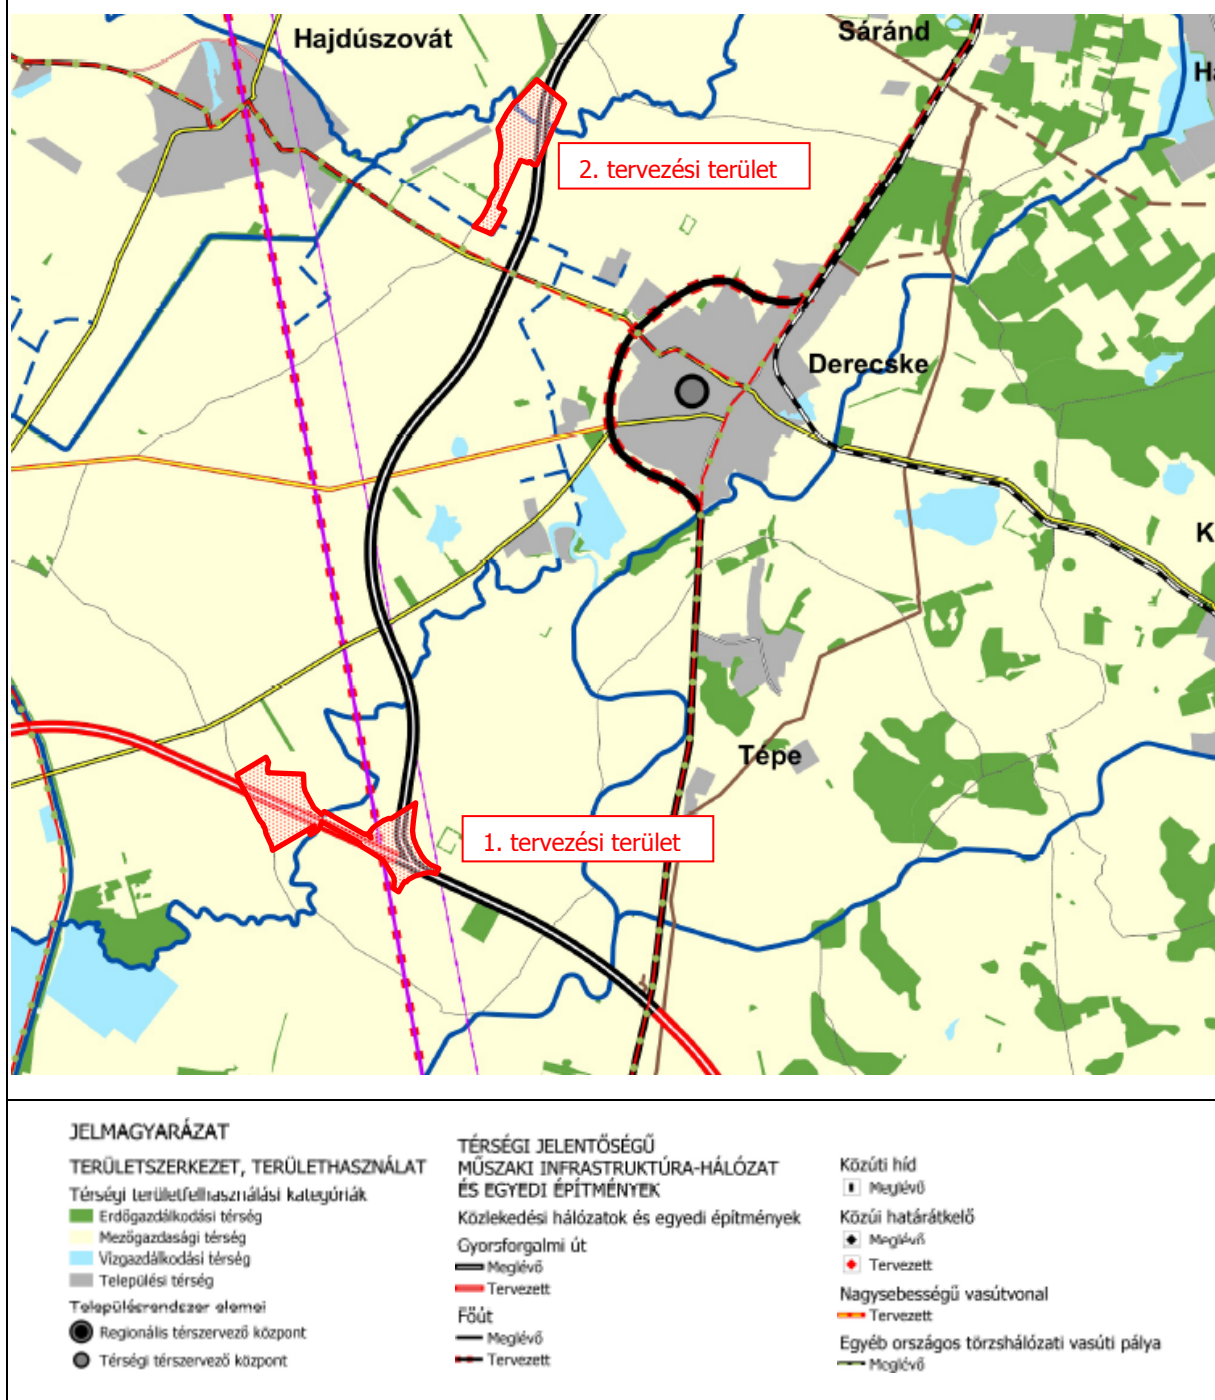 Hajdúszovát
Sáránd
Ha
2. tervezési terület
Derecske
K
Tépe
1. tervezési terület
JELMAGYARÁZAT
TERÜLETSZERKEZET, TERÜLETHASZNÁLAT
Térségi területfelhasználási kategóriák
Erdőgazdálkodási térség
Mezőgazdasági térség
Vízgazdálkodási térség
Települési térség
Településrendszer elemei
Regionális térszervező központ
Térségi térszervező központ
TÉRSÉGI JELENTŐSÉGŰ
MŰSZAKI INFRASTRUKTÚRA-HÁLÓZAT
ÉS EGYEDI ÉPÍTMÉNYEK
Közlekedési hálózatok és egyedi építmények
Gyorsforgalmi út
Meglévő
Tervezett
Főút
Meglévő
Tervezett
Közúti híd
Meglévő
Közúi határátkelő
Meglévő
Tervezett
Nagysebességű vasútvonal
Tervezett
Egyéb országos törzshálózati vasúti pálya
Meglévő